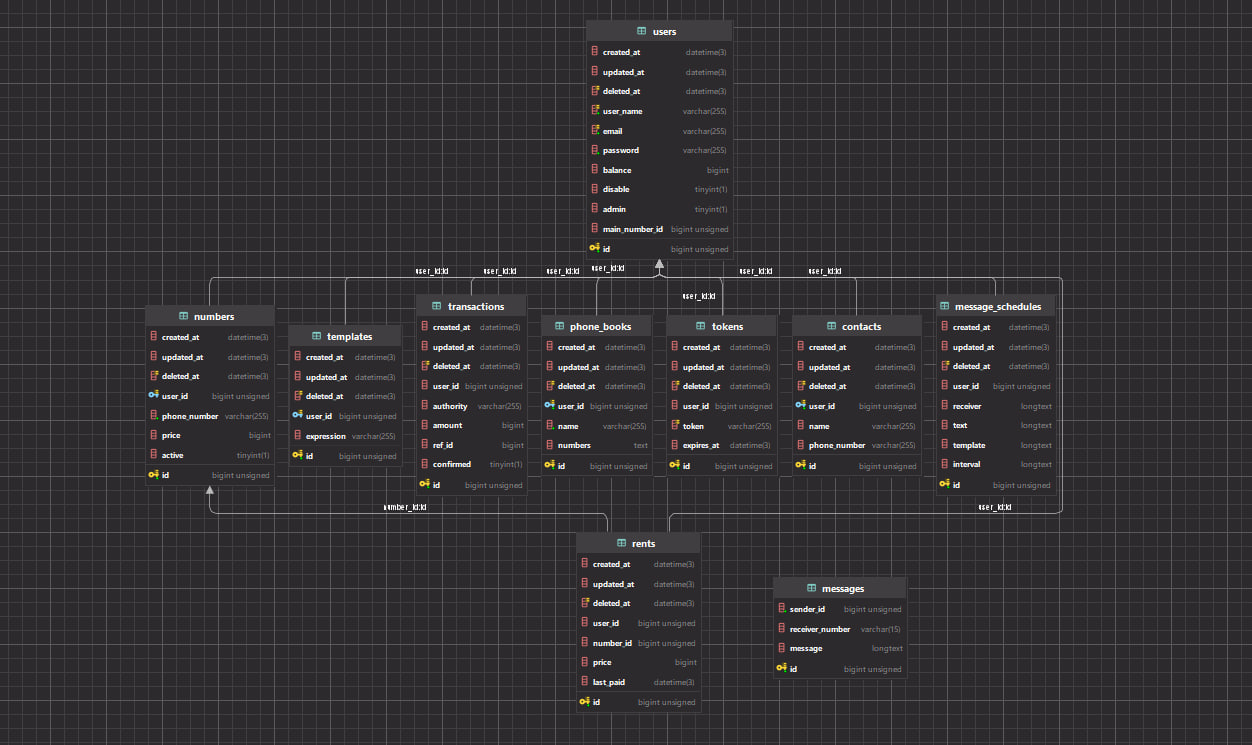 users
created_at datetime(3)
updated_at datetime(3)
deleted_at datetime(3)
user_name varchar(255)
email varchar(255)
password varchar(255)
balance bigint
disable tinyint(1)
admin tinyint(1)
main_number_id bigint unsigned
id bigint unsigned
user_id:id
user_id:id
user_id:id
user_id:id
user_id:id
user_id:id
user_id:id
numbers
created_at datetime(3)
updated_at datetime(3)
deleted_at datetime(3)
user_id bigint unsigned
phone_number varchar(255)
price bigint
active tinyint(1)
id bigint unsigned
templates
created_at datetime(3)
updated_at datetime(3)
deleted_at datetime(3)
user_id bigint unsigned
expression varchar(255)
id bigint unsigned
transactions
created_at datetime(3)
updated_at datetime(3)
deleted_at datetime(3)
user_id bigint unsigned
authority varchar(255)
amount bigint
ref_id bigint
confirmed tinyint(1)
id bigint unsigned
phone_books
created_at datetime(3)
updated_at datetime(3)
deleted_at datetime(3)
user_id bigint unsigned
name varchar(255)
numbers text
id bigint unsigned
tokens
created_at datetime(3)
updated_at datetime(3)
deleted_at datetime(3)
user_id bigint unsigned
token varchar(255)
expires_at datetime(3)
id bigint unsigned
contacts
created_at datetime(3)
updated_at datetime(3)
deleted_at datetime(3)
user_id bigint unsigned
name varchar(255)
phone_number varchar(255)
id bigint unsigned
message_schedules
created_at datetime(3)
updated_at datetime(3)
deleted_at datetime(3)
user_id bigint unsigned
receiver longtext
text longtext
template longtext
interval longtext
id bigint unsigned
number_id:id
user_id:id
rents
created_at datetime(3)
updated_at datetime(3)
deleted_at datetime(3)
user_id bigint unsigned
number_id bigint unsigned
price bigint
last_paid datetime(3)
id bigint unsigned
messages
sender_id bigint unsigned
receiver_number varchar(15)
message longtext
id bigint unsigned